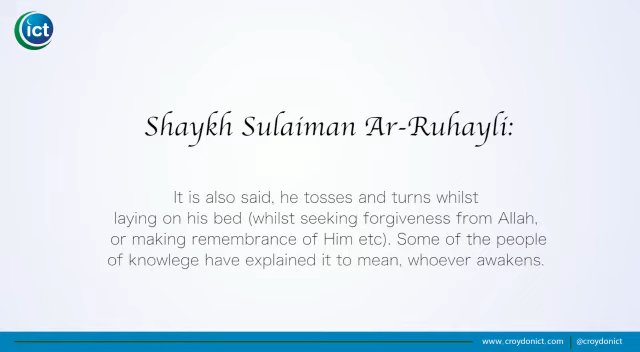 ict
Shaykh Sulaiman Ar-Ruhayli:
It is also said, he tosses and turns whilst
laying on his bed (whilst seeking forgiveness from Allah,
or making remembrance of Him etc). Some of the people
of knowlege have explained it to mean, whoever awakens.
www.croydonict.com | @croydonict